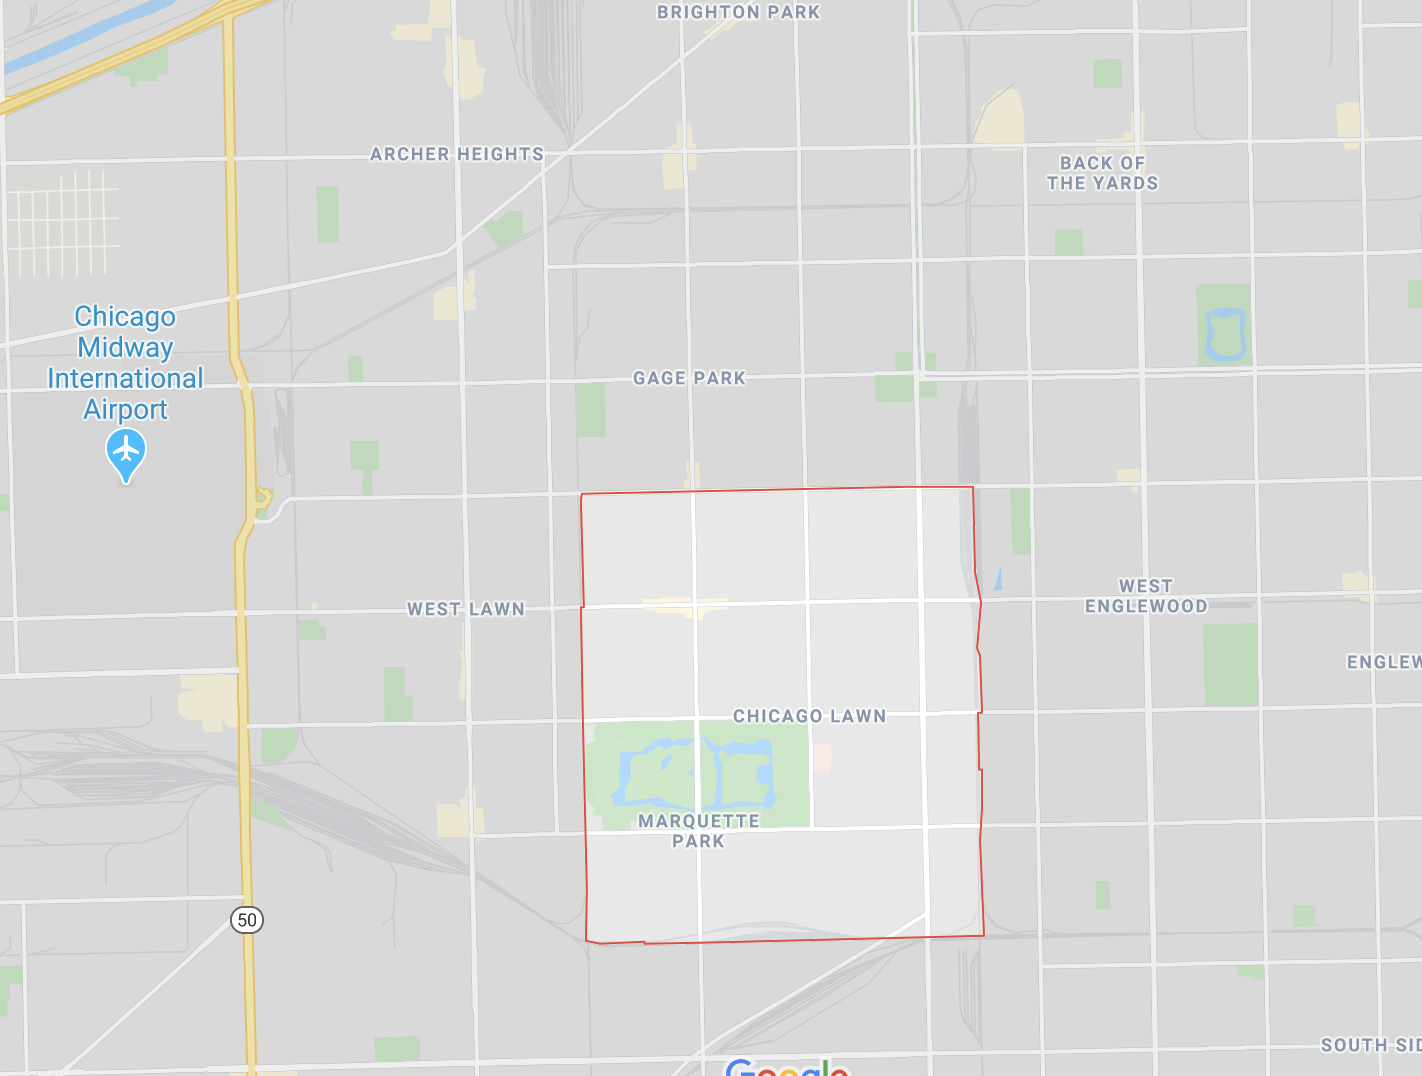 BRIGHTON PARK
ARCHER HEIGHTS
BACK OF
THE YARDS
Chicago
Midway
International
Airport
GAGE PARK
WEST LAWN
WEST
ENGLEWOOD
ENGLEW
CHICAGO LAWN
MARQUETTE
PARK
50
SOUTH SID
Google